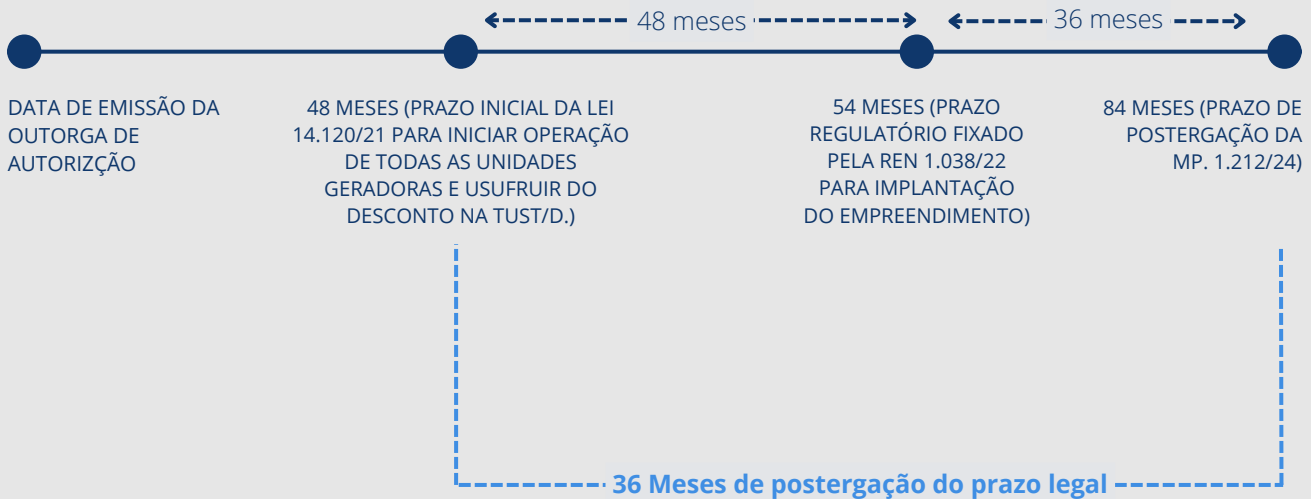 48 meses
36 meses
DATA DE EMISSÃO DA
OUTORGA DE
AUTORIZÇÃO
48 MESES (PRAZO INICIAL DA LEI
14.120/21 PARA INICIAR OPERAÇÃO
DE TODAS AS UNIDADES
GERADORAS E USUFRUIR DO
DESCONTO NA TUST/D.)
54 MESES (PRAZO
REGULATÓRIO FIXADO
PELA REN 1.038/22
PARA IMPLANTAÇÃO
DO EMPREENDIMENTO)
84 MESES (PRAZO DE
POSTERGAÇÃO DA
MP. 1.212/24)
36 Meses de postergação do prazo legal